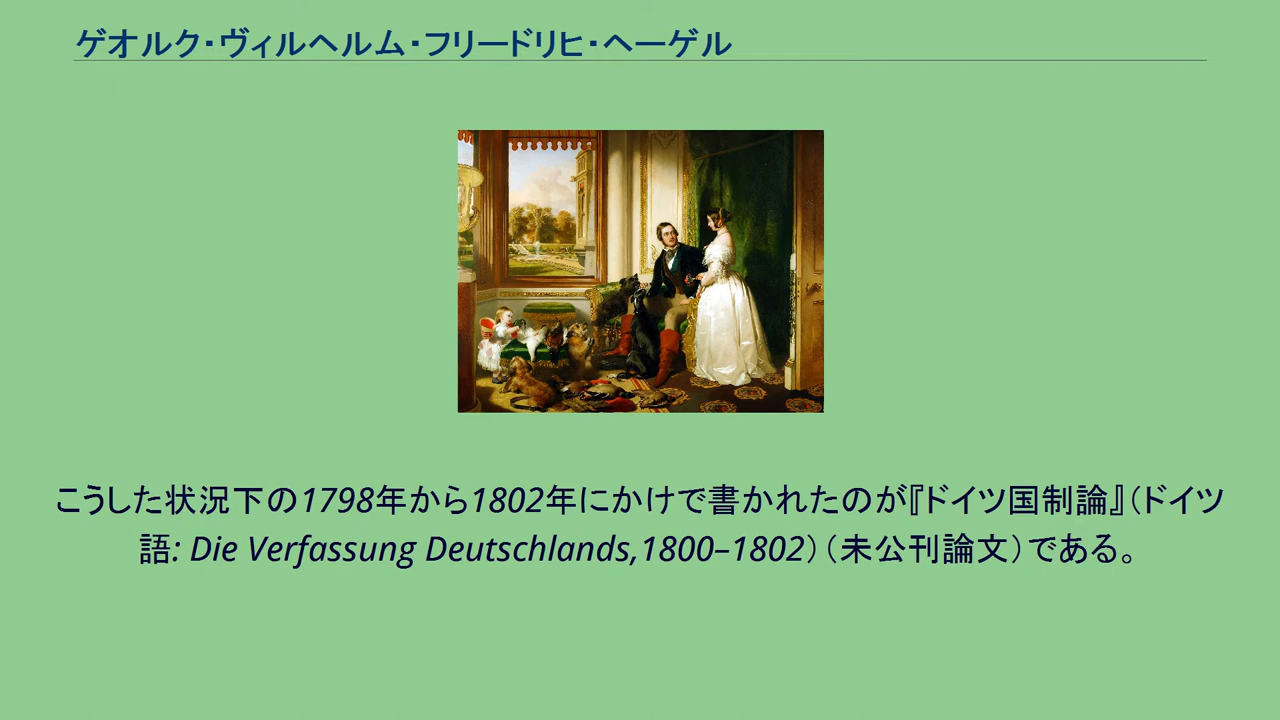 ゲオルク・ヴィルヘルム・フリードリヒ・ヘーゲル
こうした状況下の1798年から1802年にかけて書かれたのが『ドイツ国制論』（ドイツ
語: Die Verfassung Deutschlands,1800–1802）（未公刊論文）である。